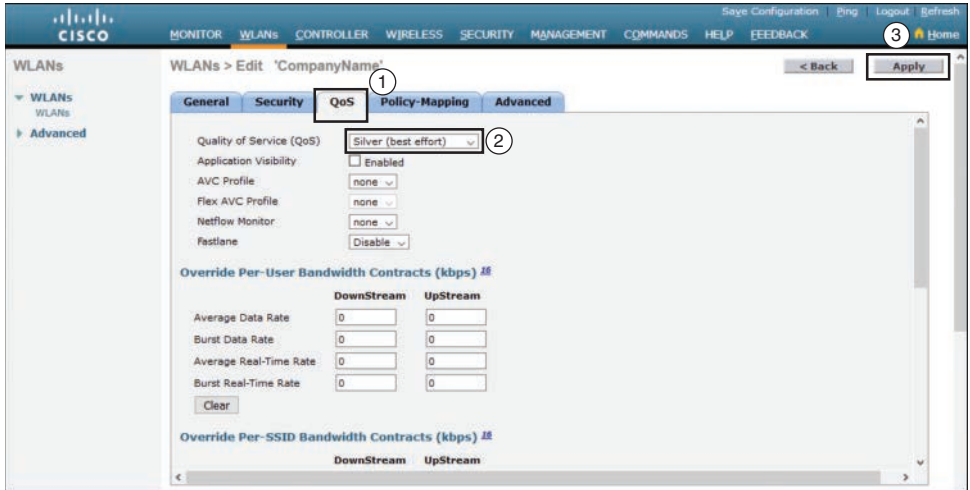 Save Configuration Ping Logout Refresh
CISCO MONITOR WLANs CONTROLLER WIRELESS SECURITY MANAGEMENT COMMANDS HELP FEEDBACK 3 Home
WLANs WLANs > Edit 'CompanyName' < Back Apply
1
WLANs
WLANs
Advanced
General Security QoS Policy-Mapping Advanced
Quality of Service (QoS) Silver (best effort) 2
Application Visibility Enabled
AVC Profile none
Flex AVC Profile none
Netflow Monitor none
Fastlane Disable
Override Per-User Bandwidth Contracts (kbps) 16
DownStream UpStream
Average Data Rate 0 0
Burst Data Rate 0 0
Average Real-Time Rate 0 0
Burst Real-Time Rate 0 0
Clear
Override Per-SSID Bandwidth Contracts (kbps) 16
DownStream UpStream